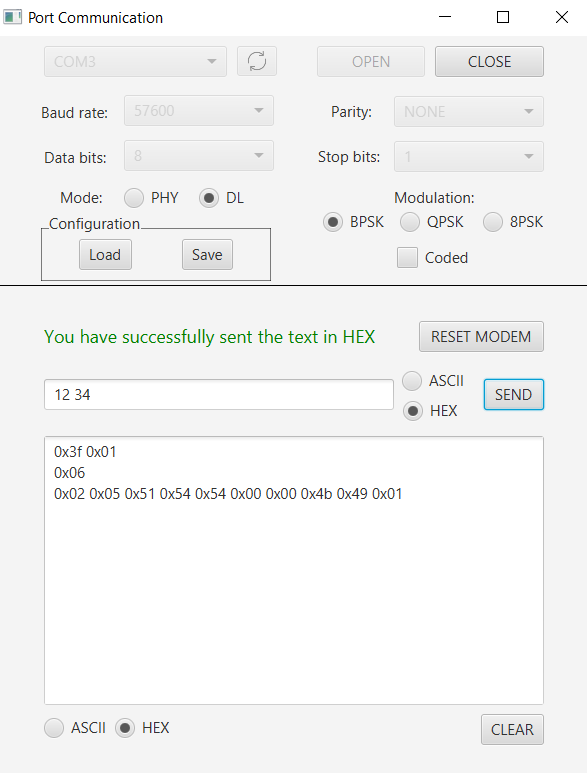 Port Communication
COM3 OPEN CLOSE
Baud rate: 57600 Parity: NONE
Data bits: 8 Stop bits: 1
Mode: PHY DL Modulation:
Configuration BPSK QPSK 8PSK
Load Save Coded
You have successfully sent the text in HEX RESET MODEM
12 34 ASCII HEX SEND
0x3f 0x01
0x06
0x02 0x05 0x51 0x54 0x54 0x00 0x00 0x4b 0x49 0x01
ASCII HEX CLEAR